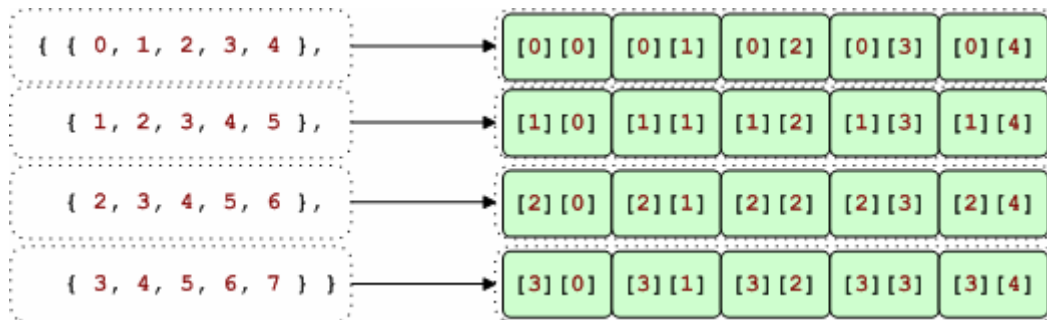 { { 0, 1, 2, 3, 4 }, [0][0] [0][1] [0][2] [0][3] [0][4]
{ 1, 2, 3, 4, 5 }, [1][0] [1][1] [1][2] [1][3] [1][4]
{ 2, 3, 4, 5, 6 }, [2][0] [2][1] [2][2] [2][3] [2][4]
{ 3, 4, 5, 6, 7 } } [3][0] [3][1] [3][2] [3][3] [3][4]